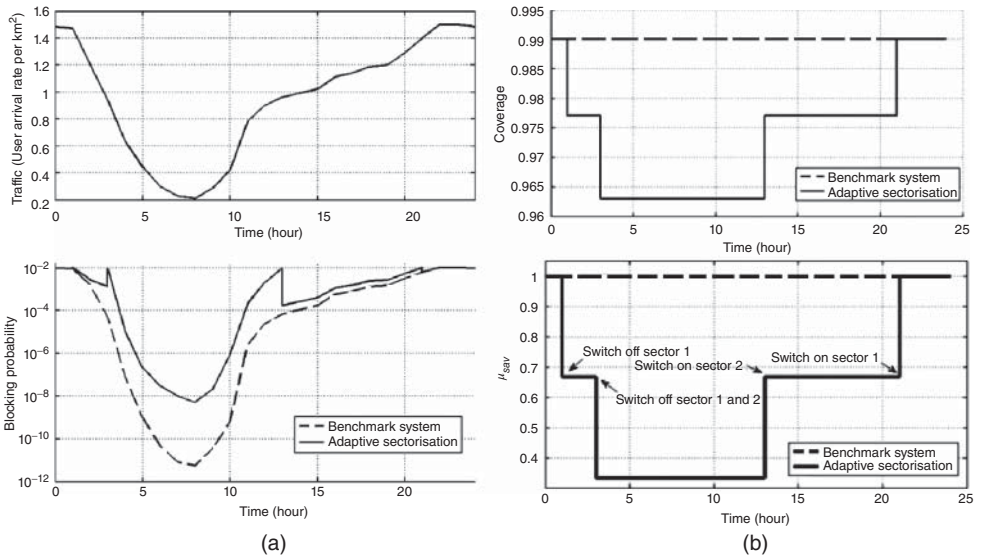 Traffic (User arrival rate per km²)
1.6
1.4
1.2
1
0.8
0.6
0.4
0.2
0 5 10 15 20
Time (hour)
Blocking probability
10⁻²
10⁻⁴
10⁻⁶
10⁻⁸
10⁻¹⁰
10⁻¹²
Benchmark system
Adaptive sectorisation
0 5 10 15 20
Time (hour)
(a)
Coverage
0.995
0.99
0.985
0.98
0.975
0.97
0.965
0.96
Benchmark system
Adaptive sectorisation
0 5 10 15 20 25
Time (hour)
μsav
1
0.9
0.8
0.7
0.6
0.5
0.4
Switch off sector 1
Switch on sector 2
Switch on sector 1
Switch off sector 1 and 2
Benchmark system
Adaptive sectorisation
0 5 10 15 20 25
Time (hour)
(b)